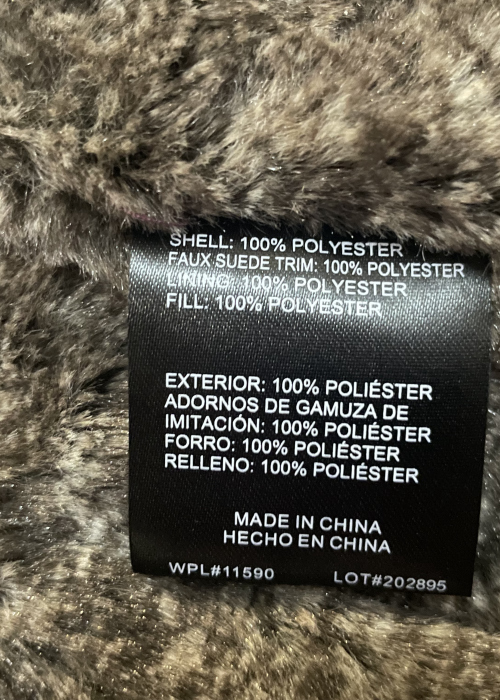 SHELL: 100% POLYESTER
FAUX SUEDE TRIM: 100% POLYESTER
LINING: 100% POLYESTER
FILL: 100% POLYESTER
EXTERIOR: 100% POLIÉSTER
ADORNOS DE GAMUZA DE
IMITACIÓN: 100% POLIÉSTER
FORRO: 100% POLIÉSTER
RELLENO: 100% POLIÉSTER
MADE IN CHINA
HECHO EN CHINA
WPL#11590 LOT#202895